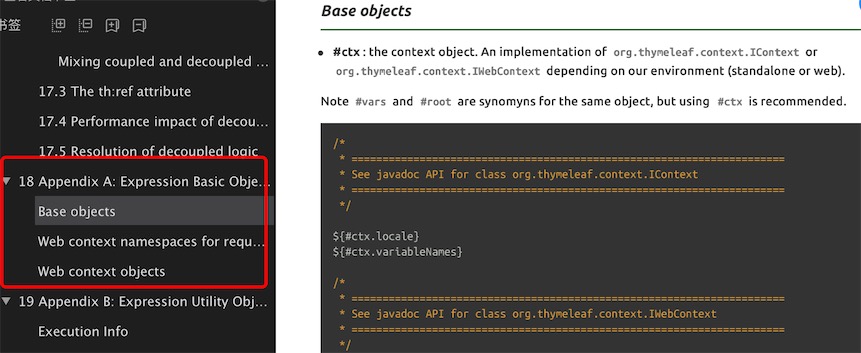 书签
Mixing coupled and decoupled ...
17.3 The th:ref attribute
17.4 Performance impact of decou...
17.5 Resolution of decoupled logic
18 Appendix A: Expression Basic Obje...
Base objects
Web context namespaces for requ...
Web context objects
19 Appendix B: Expression Utility Obj...
Execution Info
Base objects
• #ctx : the context object. An implementation of org.thymeleaf.context.IContext or
org.thymeleaf.context.IWebContext depending on our environment (standalone or web).
Note #vars and #root are synomyns for the same object, but using #ctx is recommended.
/*
* ======================================================================
* See javadoc API for class org.thymeleaf.context.IContext
* ======================================================================
*/
${#ctx.locale}
${#ctx.variableNames}
/*
* ======================================================================
* See javadoc API for class org.thymeleaf.context.IWebContext
* ======================================================================
*/